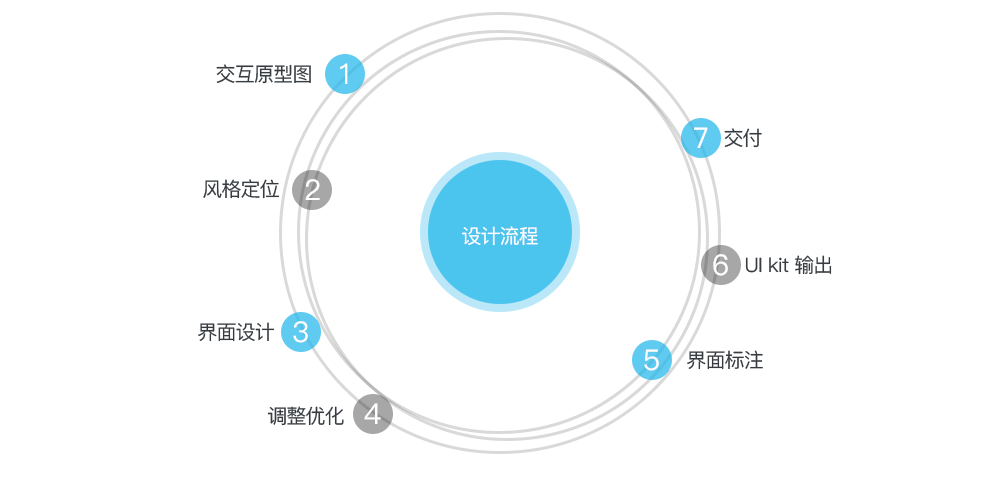 交互原型图 1
风格定位 2
界面设计 3
调整优化 4
5 界面标注
6 UI kit 输出
7 交付
设计流程